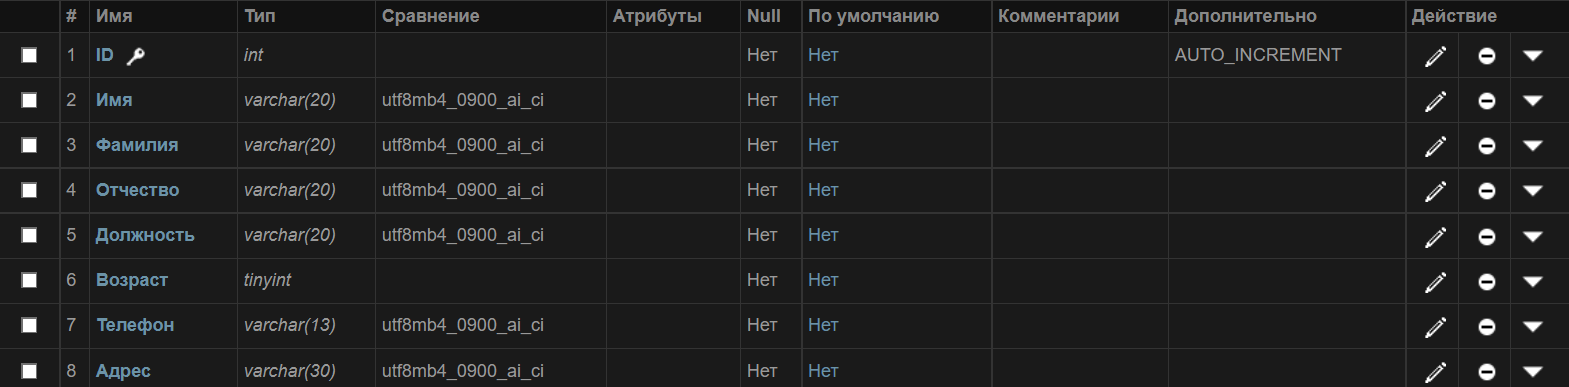 # Имя Тип Сравнение Атрибуты Null По умолчанию Комментарии Дополнительно Действие
1 ID int Нет Нет AUTO_INCREMENT
2 Имя varchar(20) utf8mb4_0900_ai_ci Нет Нет
3 Фамилия varchar(20) utf8mb4_0900_ai_ci Нет Нет
4 Отчество varchar(20) utf8mb4_0900_ai_ci Нет Нет
5 Должность varchar(20) utf8mb4_0900_ai_ci Нет Нет
6 Возраст tinyint Нет Нет
7 Телефон varchar(13) utf8mb4_0900_ai_ci Нет Нет
8 Адрес varchar(30) utf8mb4_0900_ai_ci Нет Нет